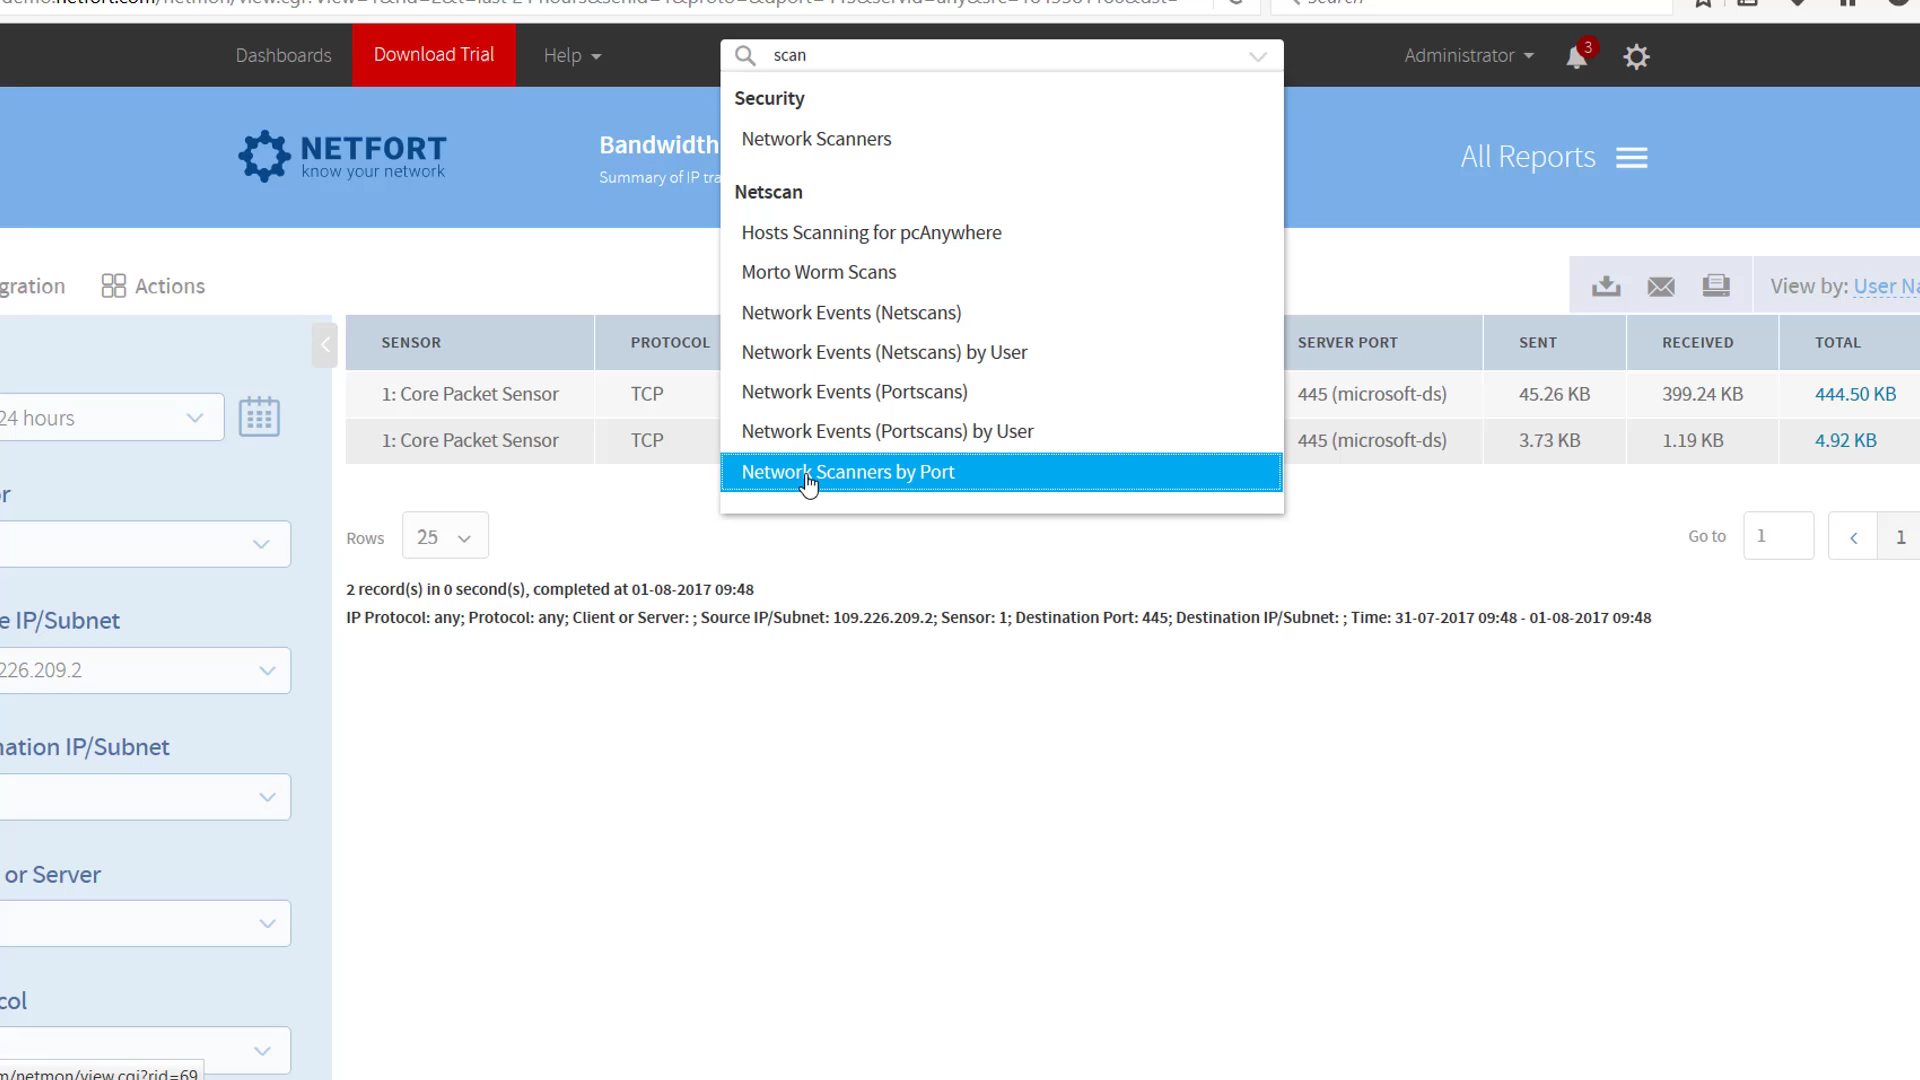 Dashboards
Download Trial
Help
scan
Administrator
3
NETFORT
know your network
Bandwidth
Summary of IP tra
All Reports
Security
Network Scanners
Netscan
Hosts Scanning for pcAnywhere
Morto Worm Scans
Network Events (Netscans)
Network Events (Netscans) by User
Network Events (Portscans)
Network Events (Portscans) by User
Network Scanners by Port
gration
Actions
View by: User Na
SENSOR PROTOCOL SERVER PORT SENT RECEIVED TOTAL
1: Core Packet Sensor TCP 445 (microsoft-ds) 45.26 KB 399.24 KB 444.50 KB
1: Core Packet Sensor TCP 445 (microsoft-ds) 3.73 KB 1.19 KB 4.92 KB
24 hours
or
e IP/Subnet
226.209.2
nation IP/Subnet
or Server
col
Rows 25
Go to 1
1
2 record(s) in 0 second(s), completed at 01-08-2017 09:48
IP Protocol: any; Protocol: any; Client or Server: ; Source IP/Subnet: 109.226.209.2; Sensor: 1; Destination Port: 445; Destination IP/Subnet: ; Time: 31-07-2017 09:48 - 01-08-2017 09:48
m/netmon/view.cgi?rid=69